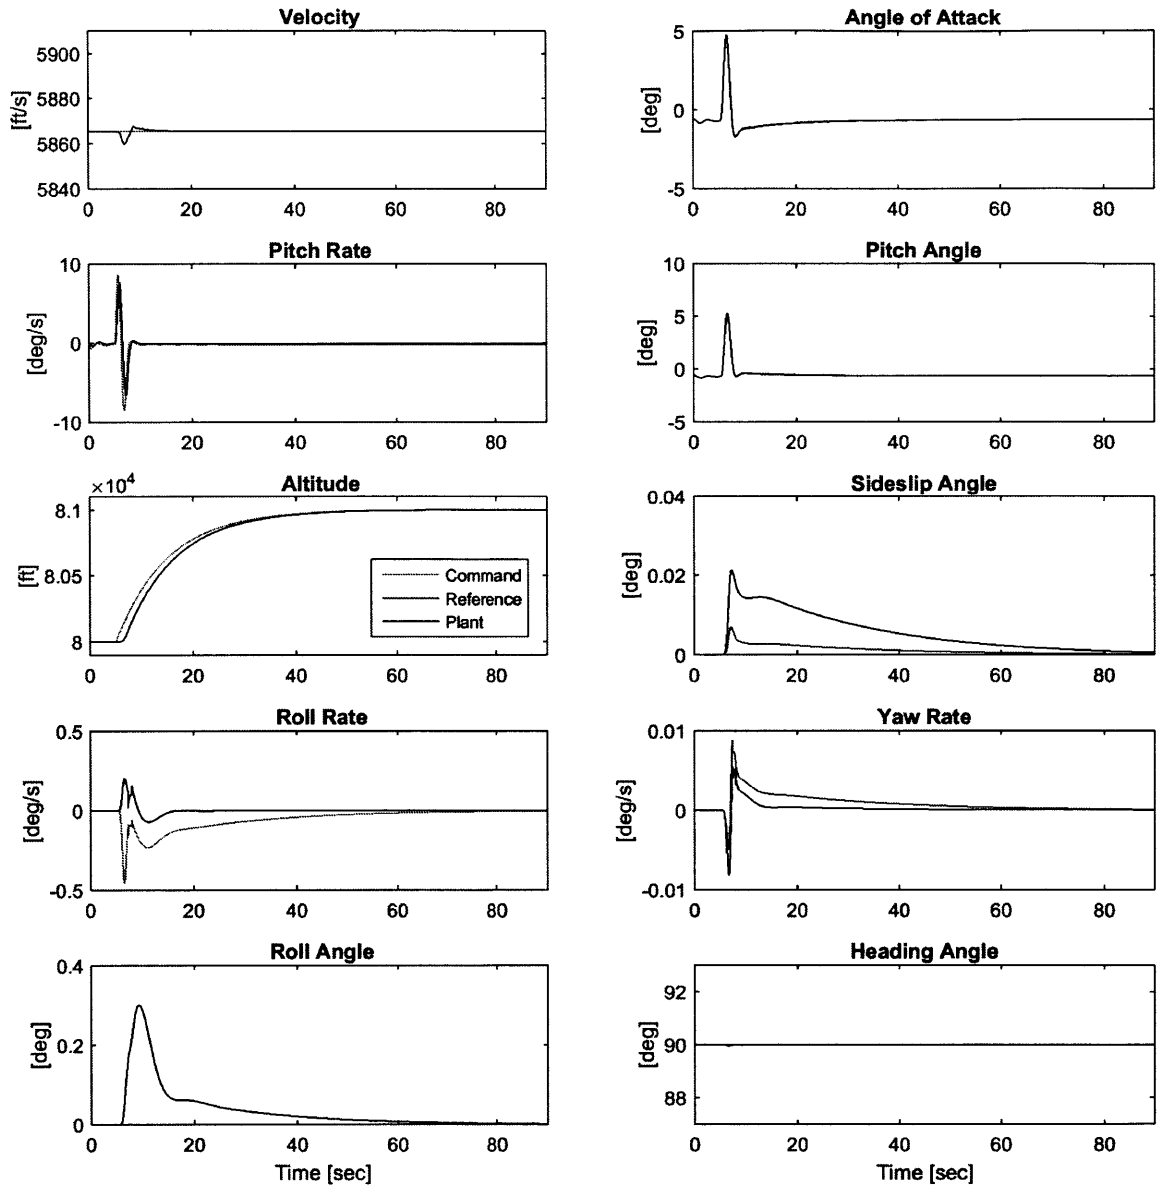 Velocity
5900
5880
5860
5840
[ft/s]
0 20 40 60 80
Angle of Attack
5
0
-5
[deg]
0 20 40 60 80
Pitch Rate
10
0
-10
[deg/s]
0 20 40 60 80
Pitch Angle
10
5
0
-5
[deg]
0 20 40 60 80
×10⁴
Altitude
8.1
8.05
8
[ft]
Command
Reference
Plant
0 20 40 60 80
Sideslip Angle
0.04
0.02
0
[deg]
0 20 40 60 80
Roll Rate
0.5
0
-0.5
[deg/s]
0 20 40 60 80
Yaw Rate
0.01
0
-0.01
[deg/s]
0 20 40 60 80
Roll Angle
0.4
0.2
0
[deg]
0 20 40 60 80
Time [sec]
Heading Angle
92
90
88
[deg]
0 20 40 60 80
Time [sec]